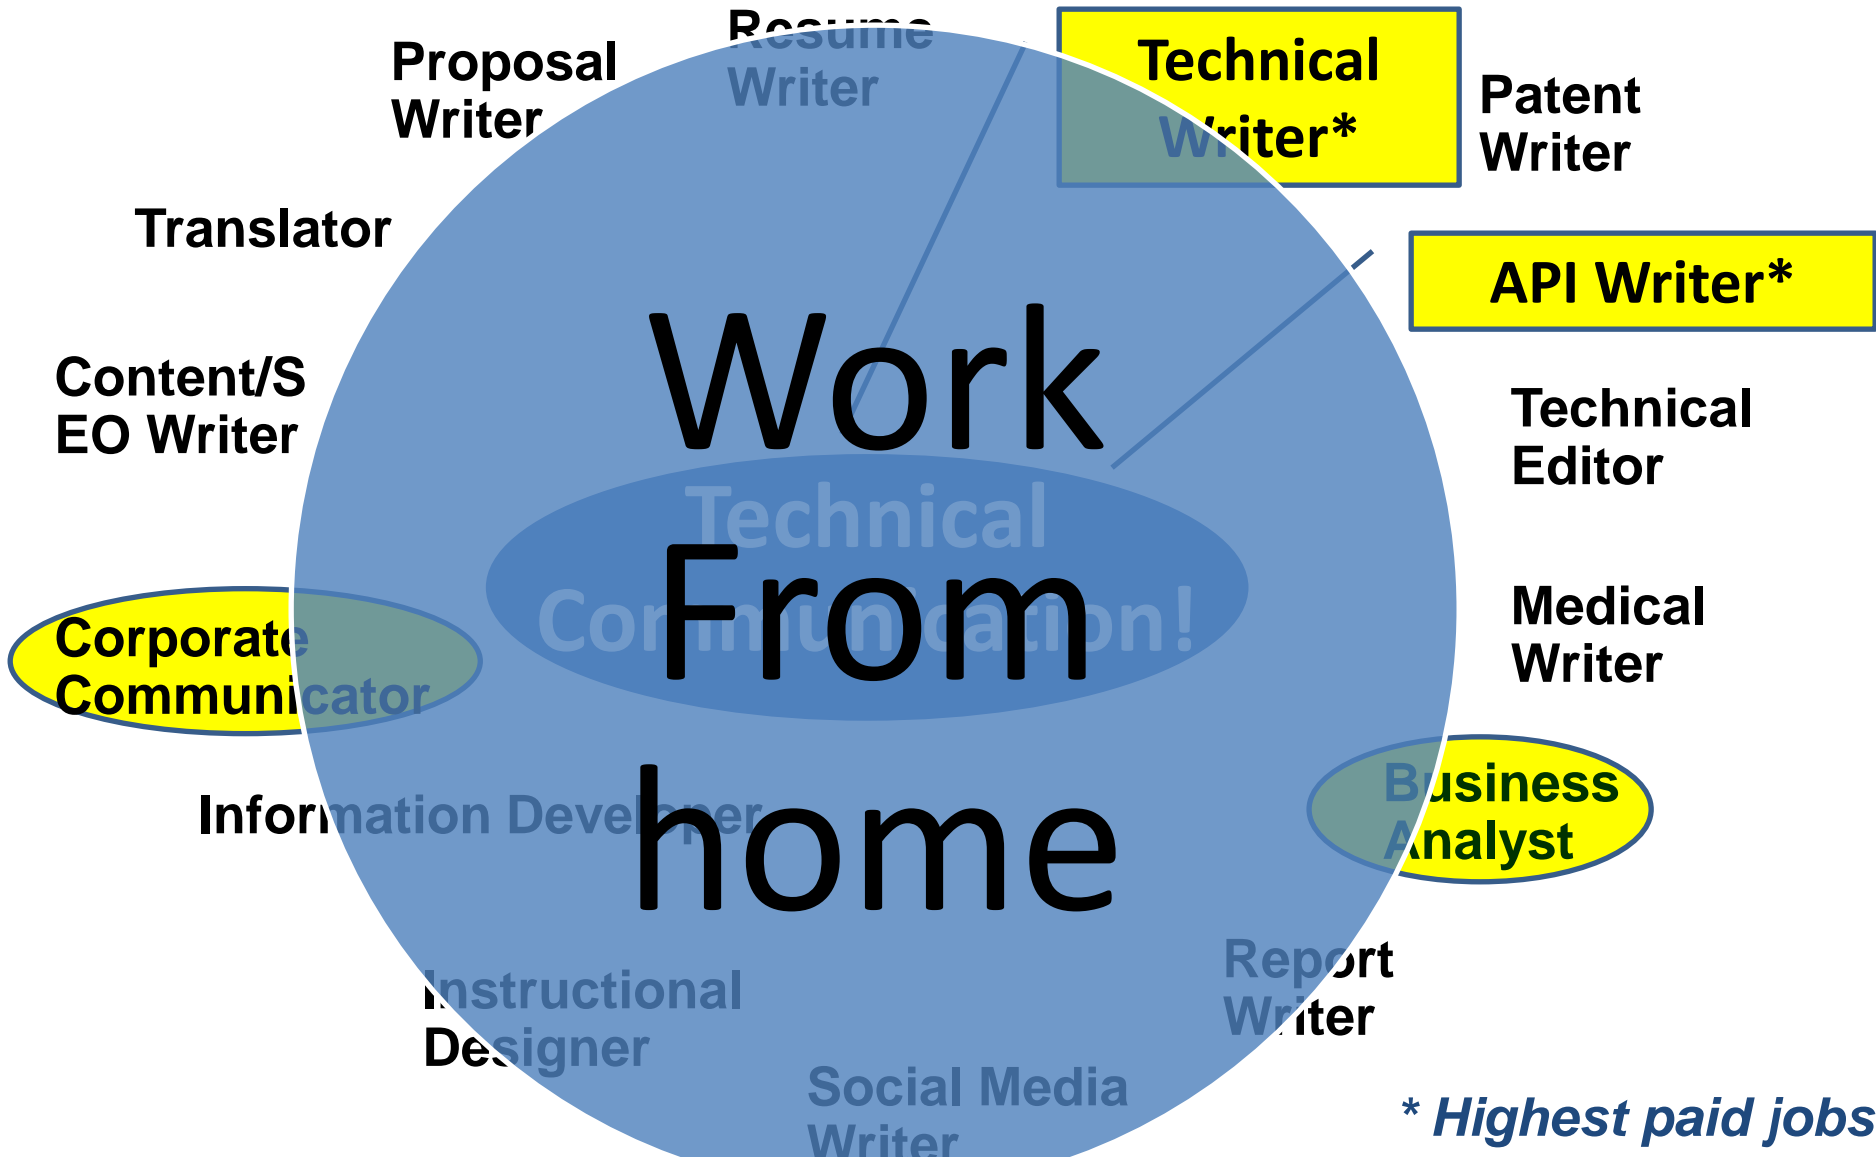 Resume
Writer
Proposal
Writer
Technical
Writer*
Patent
Writer
Translator
API Writer*
Content/S
EO Writer
Technical
Editor
Work
From
home
Technical
Communication!
Corporate
Communicator
Medical
Writer
Information Developer
Business
Analyst
Instructional
Designer
Report
Writer
Social Media
Writer
* Highest paid jobs